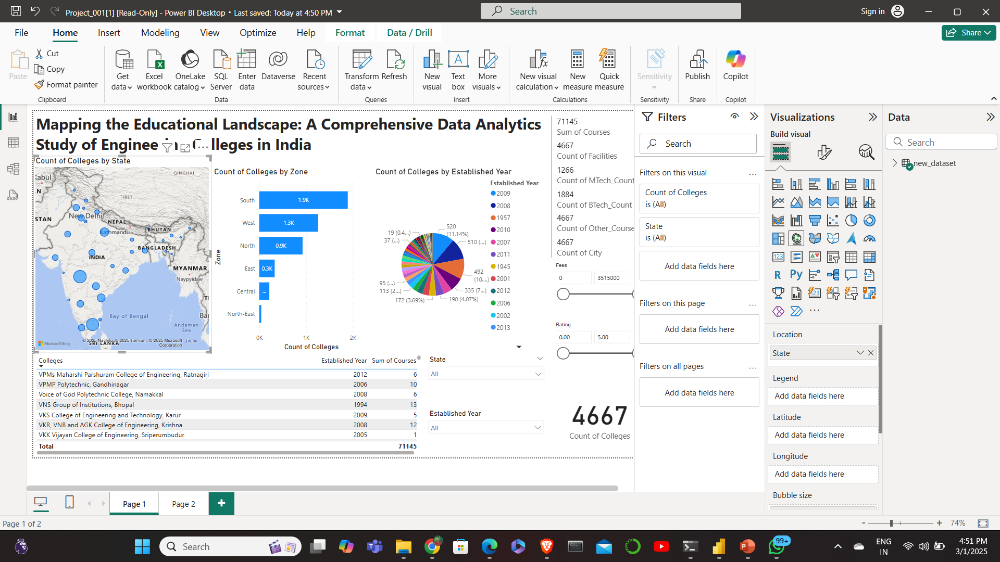 Project_001[1] [Read-Only] - Power BI Desktop • Last saved: Today at 4:50 PM
Search
Sign in
File
Home
Insert
Modeling
View
Optimize
Help
Format
Data / Drill
Share
Paste
Cut
Copy
Format painter
Clipboard
Get data
Excel workbook
OneLake catalog
SQL Server
Enter data
Dataverse
Recent sources
Data
Transform data
Refresh
Queries
New visual
Text box
More visuals
Insert
New visual calculation
New measure
Quick measure
Calculations
Sensitivity
Sensitivity
Publish
Share
Copilot
Copilot
Mapping the Educational Landscape: A Comprehensive Data Analytics
Study of Enginee lleges in India
Count of Colleges by State
QINGHAI
Kabul
TIBET
STAN
New Delhi
NEPAL
Kathmandu
BHUTAN
BANGLADESH
INDIA
MYANMAR
Naypyidaw
Bay of Bengal
Andaman
Sea
SRI LANKA
Microsoft Bing
© 2025 NavInfo, © 2025 TomTom, © 2025 Microsoft Corporation
Terms
Count of Colleges by Zone
Zone
South
1.9K
West
1.3K
North
0.9K
East
0.3K
Central
...
North-East
0K
1K
2K
Count of Colleges
Count of Colleges by Established Year
520
(11.14%)
510 (...)
492
(10....)
335 (7...)
190 (4.07%)
172 (3.69%)
113 (2...)
95 (...)
37 (...)
19 (0.4...)
Established Year
2009
2008
1957
2010
2007
2011
1945
2001
2012
2006
2002
2013
71145
Sum of Courses
4667
Count of Facilities
1266
Count of MTech_Count
1884
Count of BTech_Count
4667
Count of Other_Course
4667
Count of City
Fees
0
3515000
Rating
0.00
5.00
Colleges Established Year Sum of Courses
VPMs Maharshi Parshuram College of Engineering, Ratnagiri 2012 6
VPMP Polytechnic, Gandhinagar 2006 10
Voice of God Polytechnic College, Namakkal 2008 6
VNS Group of Institutions, Bhopal 1994 13
VKS College of Engineering and Technology, Karur 2009 5
VKR, VNB and AGK College of Engineering, Krishna 2008 12
VKK Vijayan College of Engineering, Sriperumbudur 2005 1
Total 71145
State
All
Established Year
All
4667
Count of Colleges
Filters
Search
Filters on this visual
...
Count of Colleges
is (All)
State
is (All)
Add data fields here
Filters on this page
...
Add data fields here
Filters on all pages
...
Add data fields here
Visualizations
Build visual
Location
State
Legend
Add data fields here
Latitude
Add data fields here
Longitude
Add data fields here
Bubble size
Data
Search
new_dataset
Page 1
Page 2
+
Page 1 of 2
- + 74%
Search
99+
ENG
IN
4:51 PM
3/1/2025